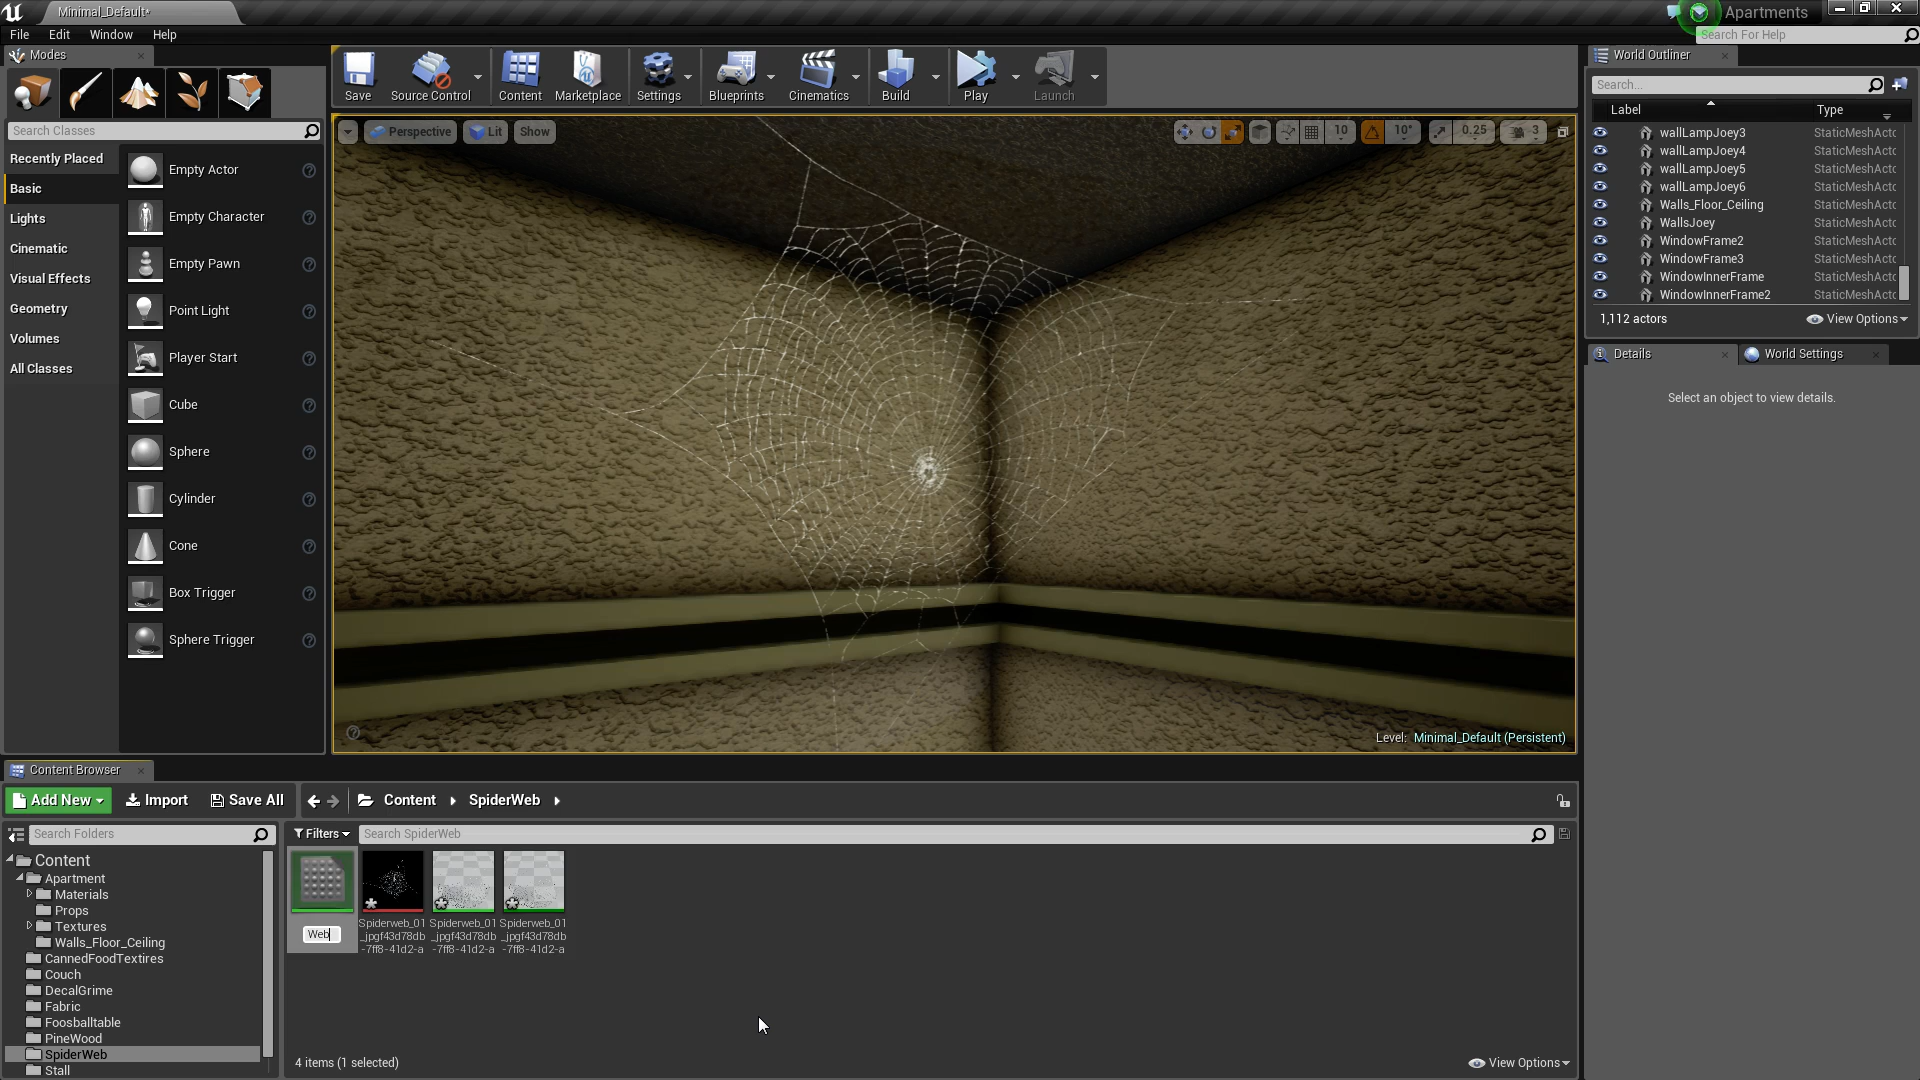 Minimal_Default*
Apartments
File Edit Window Help
Search For Help
Modes
Save
Source Control
Content
Marketplace
Settings
Blueprints
Cinematics
Build
Play
Launch
World Outliner
Search...
Label Type
Search Classes
Recently Placed
Basic
Lights
Cinematic
Visual Effects
Geometry
Volumes
All Classes
Empty Actor
Empty Character
Empty Pawn
Point Light
Player Start
Cube
Sphere
Cylinder
Cone
Box Trigger
Sphere Trigger
Perspective Lit Show
10 10° 0.25 3
wallLampJoey3 StaticMeshActo
wallLampJoey4 StaticMeshActo
wallLampJoey5 StaticMeshActo
wallLampJoey6 StaticMeshActo
Walls_Floor_Ceiling StaticMeshActo
WallsJoey StaticMeshActo
WindowFrame2 StaticMeshActo
WindowFrame3 StaticMeshActo
WindowInnerFrame StaticMeshActo
WindowInnerFrame2 StaticMeshActo
1,112 actors View Options
Details World Settings
Select an object to view details.
Level: Minimal_Default (Persistent)
Content Browser
Add New Import Save All Content SpiderWeb
Search Folders
Filters Search SpiderWeb
Content
Apartment
Materials
Props
Textures
Walls_Floor_Ceiling
CannedFoodTextires
Couch
DecalGrime
Fabric
Foosballtable
PineWood
SpiderWeb
Stall
Web
Spiderweb_01
_jpgf43d78db
-7ff8-41d2-a
Spiderweb_01
_jpgf43d78db
-7ff8-41d2-a
Spiderweb_01
_jpgf43d78db
-7ff8-41d2-a
4 items (1 selected)
View Options